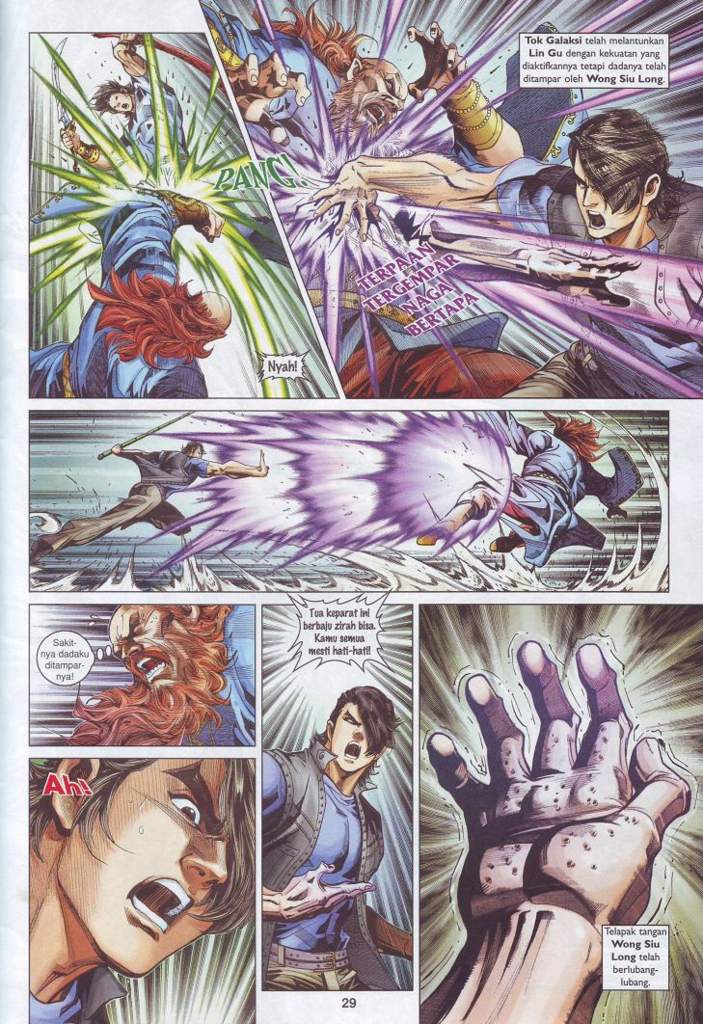 PANG!
Nyah!
Tok Galaksi telah melantunkan
Lin Gu dengan kekuatan yang
diaktifkannya tetapi dadanya telah
ditampar oleh Wong Siu Long.
TERPAAN
TERGEMPAR
NAGA
BERTAPA
Sakit-
nya dadaku
ditampar-
nya!
Ah!
Tua keparat ini
berbaju zirah bisa.
Kamu semua
mesti hati-hati!
Telapak tangan
Wong Siu
Long telah
berlubang-
lubang.
29